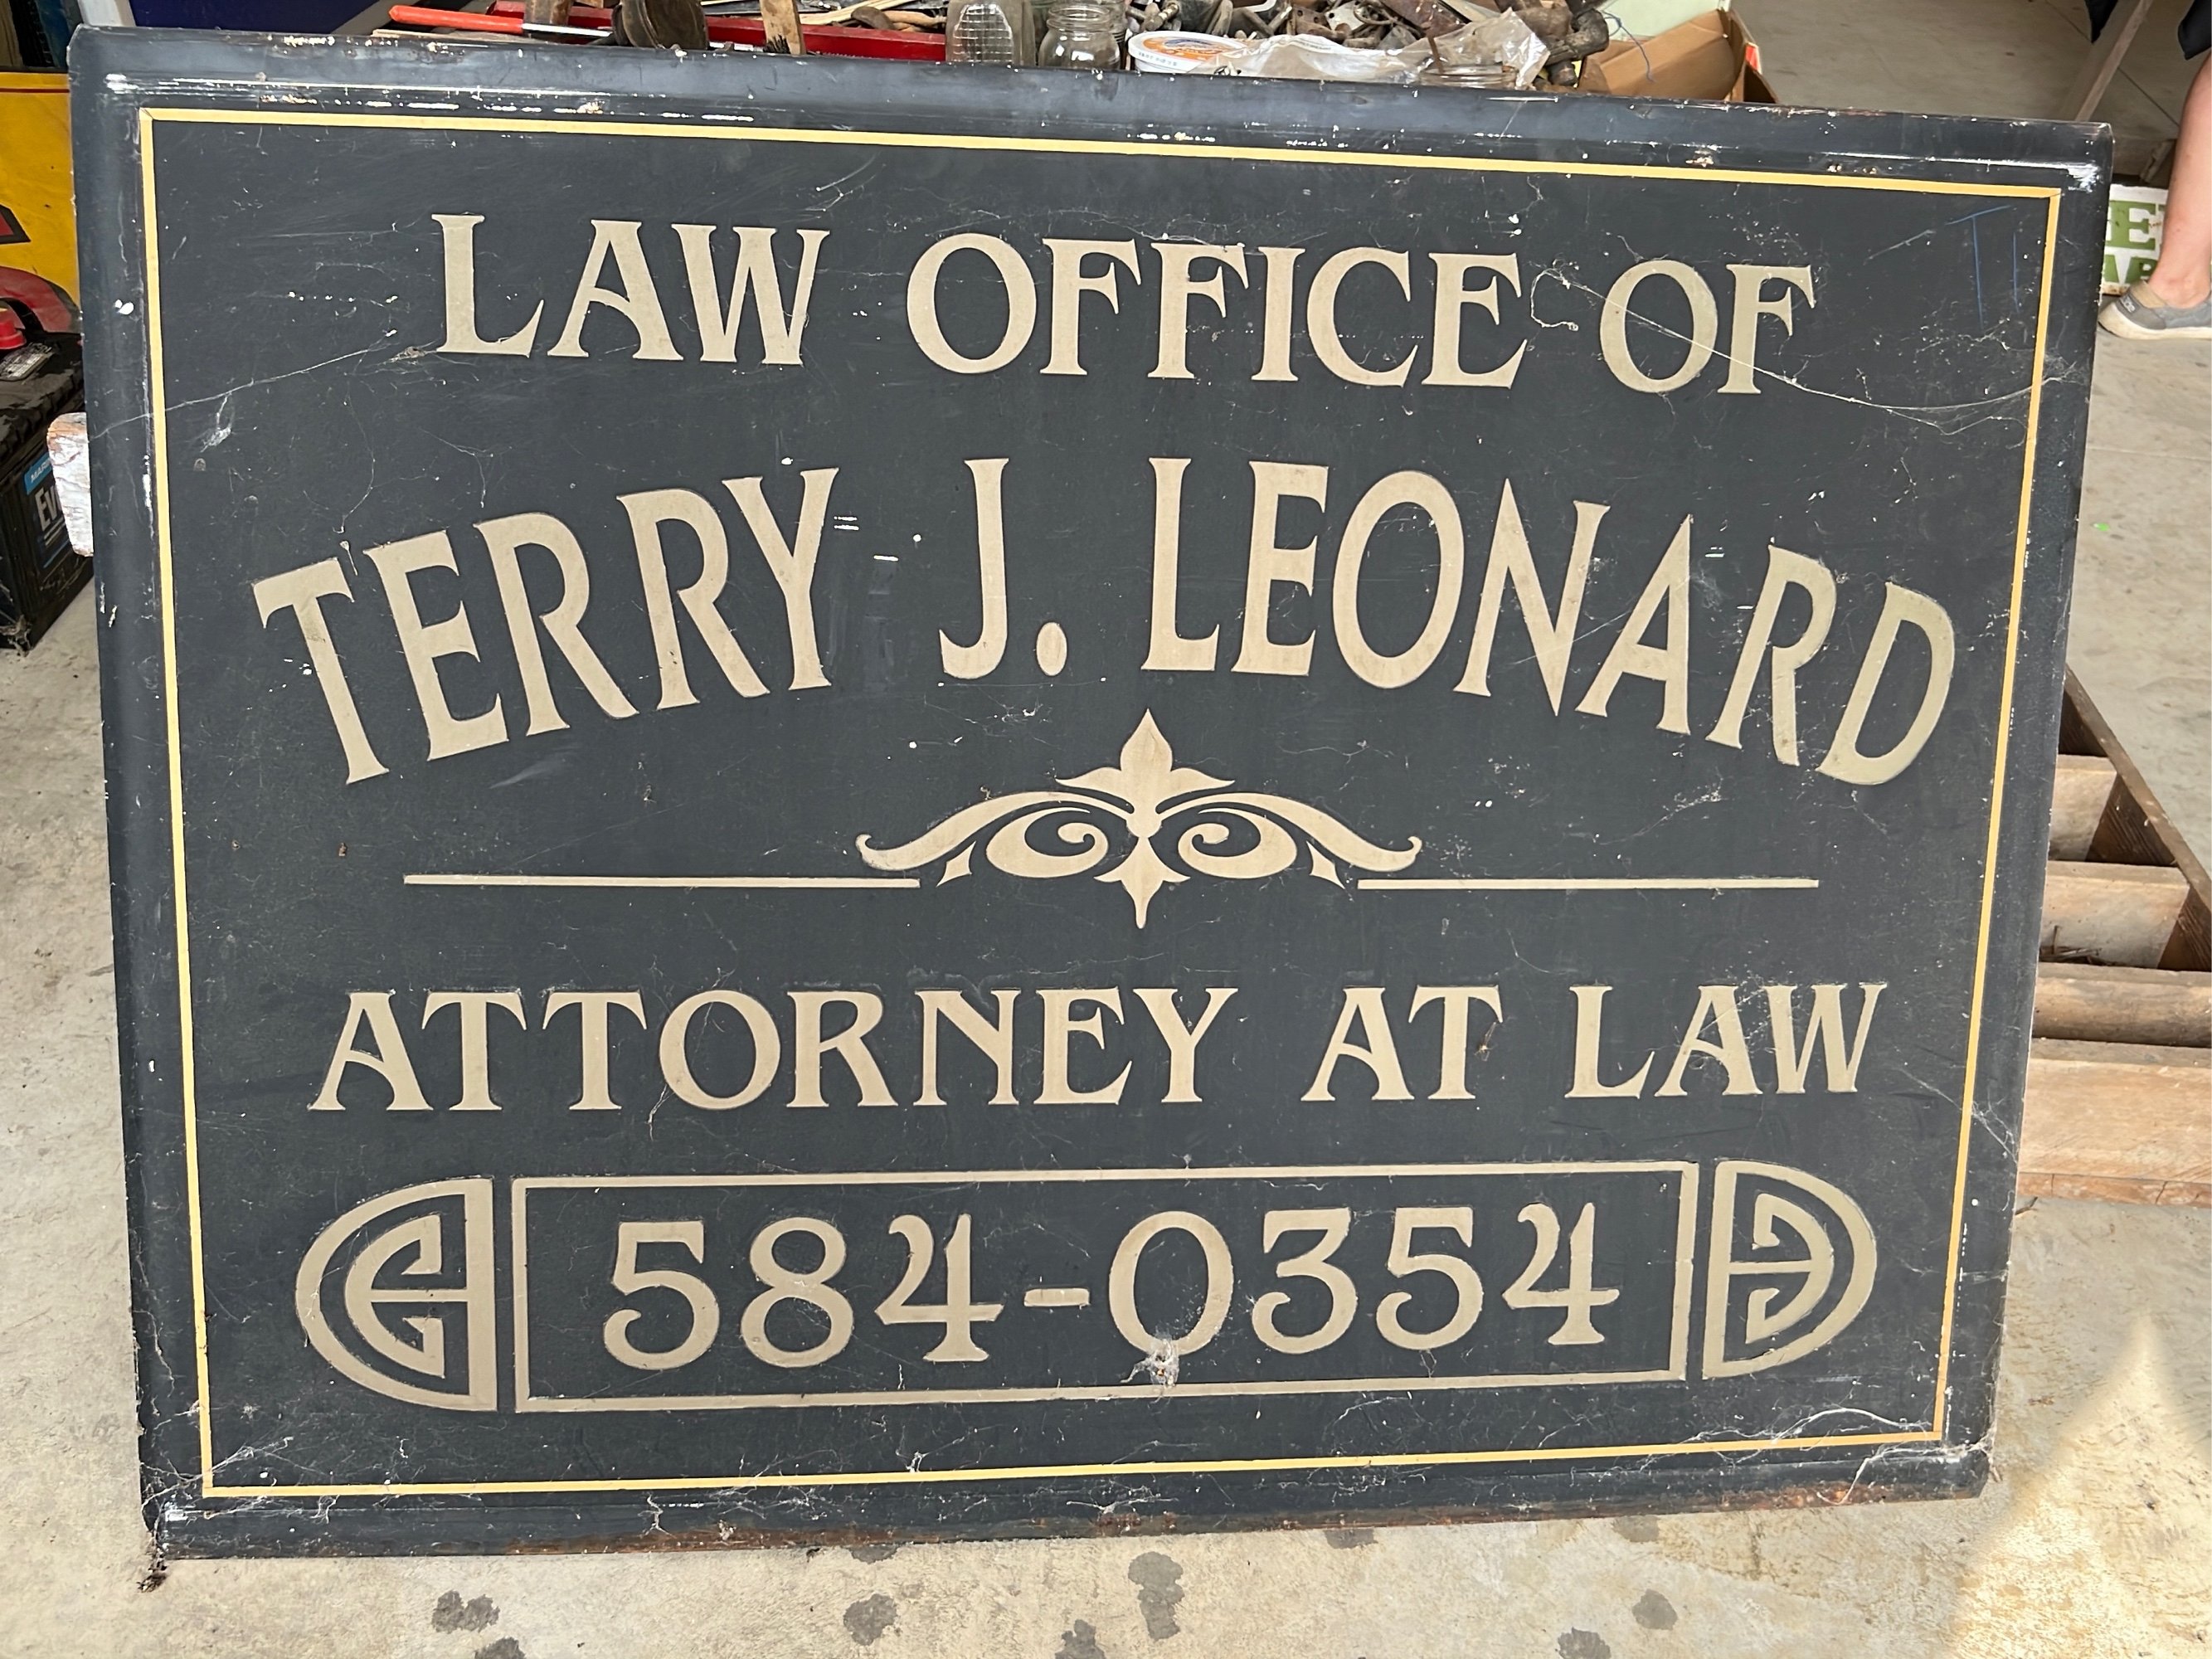 LAW OFFICE OF
TERRY J. LEONARD
ATTORNEY AT LAW
584-0354